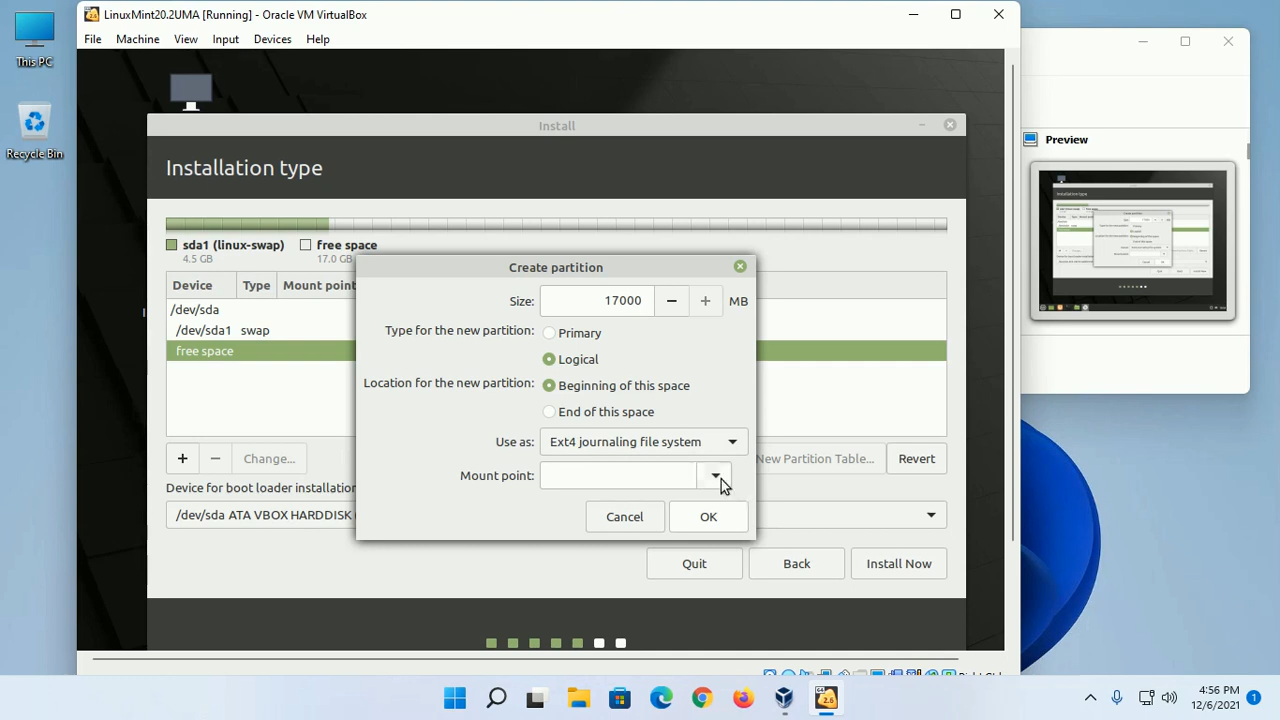 LinuxMint20.2UMA [Running] - Oracle VM VirtualBox
File Machine View Input Devices Help
This PC
Recycle Bin
Preview
Install
Installation type
sda1 (linux-swap)
4.5 GB
free space
17.0 GB
Device Type Mount point
/dev/sda
/dev/sda1 swap
free space
Create partition
Size: 17000 MB
Type for the new partition: Primary
Logical
Location for the new partition: Beginning of this space
End of this space
Use as: Ext4 journaling file system
Mount point:
Cancel OK
+ − Change... New Partition Table... Revert
Device for boot loader installation
/dev/sda ATA VBOX HARDDISK (
Quit Back Install Now
4:56 PM
12/6/2021
1